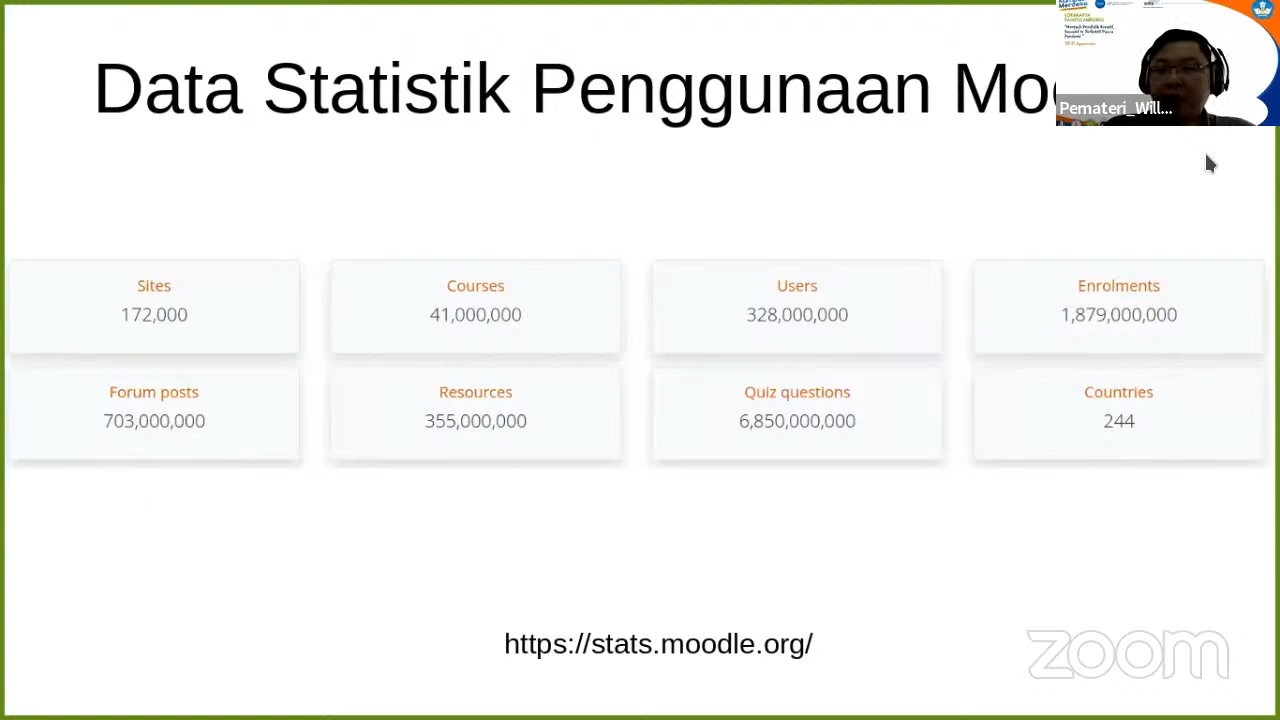 Data Statistik Penggunaan
Pemateri_Will...
Sites
172,000
Courses
41,000,000
Users
328,000,000
Enrolments
1,879,000,000
Forum posts
703,000,000
Resources
355,000,000
Quiz questions
6,850,000,000
Countries
244
https://stats.moodle.org/
zoom